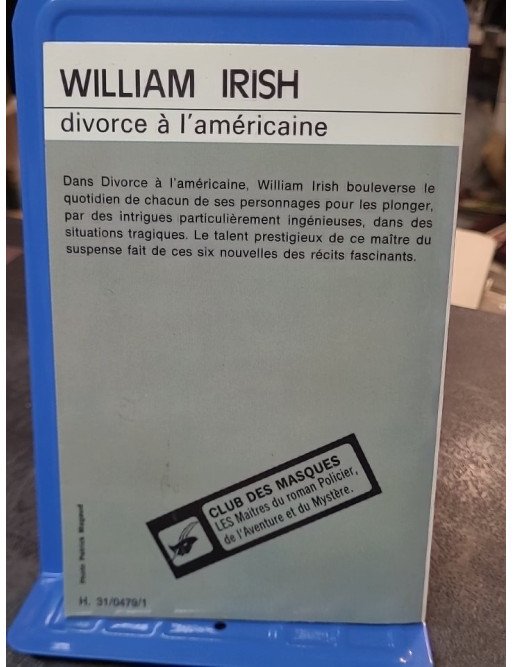 WILLIAM IRISH
divorce à l'américaine
Dans Divorce à l'américaine, William Irish bouleverse le
quotidien de chacun de ses personnages pour les plonger,
par des intrigues particulièrement ingénieuses, dans des
situations tragiques. Le talent prestigieux de ce maître du
suspense fait de ces six nouvelles des récits fascinants.
CLUB DES MASQUES
LES Maîtres du roman Policier,
de l'Aventure et du Mystère.
Photo Patrick Magaud
H. 31/0479/1